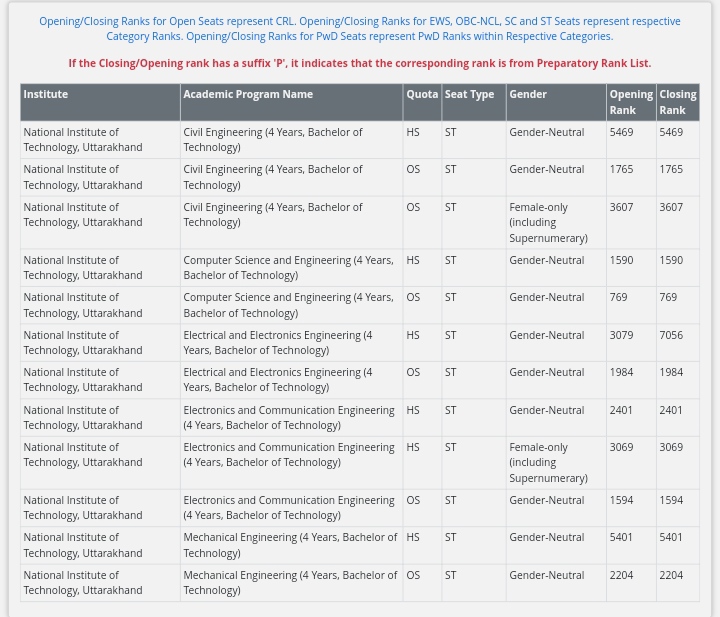 Opening/Closing Ranks for Open Seats represent CRL. Opening/Closing Ranks for EWS, OBC-NCL, SC and ST Seats represent respective
Category Ranks. Opening/Closing Ranks for PwD Seats represent PwD Ranks within Respective Categories.
If the Closing/Opening rank has a suffix 'P', it indicates that the corresponding rank is from Preparatory Rank List.
Institute Academic Program Name Quota Seat Type Gender Opening Closing
Rank Rank
National Institute of Civil Engineering (4 Years, Bachelor of HS ST Gender-Neutral 5469 5469
Technology, Uttarakhand Technology)
National Institute of Civil Engineering (4 Years, Bachelor of OS ST Gender-Neutral 1765 1765
Technology, Uttarakhand Technology)
National Institute of Civil Engineering (4 Years, Bachelor of OS ST Female-only 3607 3607
Technology, Uttarakhand Technology) (including
Supernumerary)
National Institute of Computer Science and Engineering (4 Years, HS ST Gender-Neutral 1590 1590
Technology, Uttarakhand Bachelor of Technology)
National Institute of Computer Science and Engineering (4 Years, OS ST Gender-Neutral 769 769
Technology, Uttarakhand Bachelor of Technology)
National Institute of Electrical and Electronics Engineering (4 HS ST Gender-Neutral 3079 7056
Technology, Uttarakhand Years, Bachelor of Technology)
National Institute of Electrical and Electronics Engineering (4 OS ST Gender-Neutral 1984 1984
Technology, Uttarakhand Years, Bachelor of Technology)
National Institute of Electronics and Communication Engineering HS ST Gender-Neutral 2401 2401
Technology, Uttarakhand (4 Years, Bachelor of Technology)
National Institute of Electronics and Communication Engineering HS ST Female-only 3069 3069
Technology, Uttarakhand (4 Years, Bachelor of Technology) (including
Supernumerary)
National Institute of Electronics and Communication Engineering OS ST Gender-Neutral 1594 1594
Technology, Uttarakhand (4 Years, Bachelor of Technology)
National Institute of Mechanical Engineering (4 Years, Bachelor of HS ST Gender-Neutral 5401 5401
Technology, Uttarakhand Technology)
National Institute of Mechanical Engineering (4 Years, Bachelor of OS ST Gender-Neutral 2204 2204
Technology, Uttarakhand Technology)